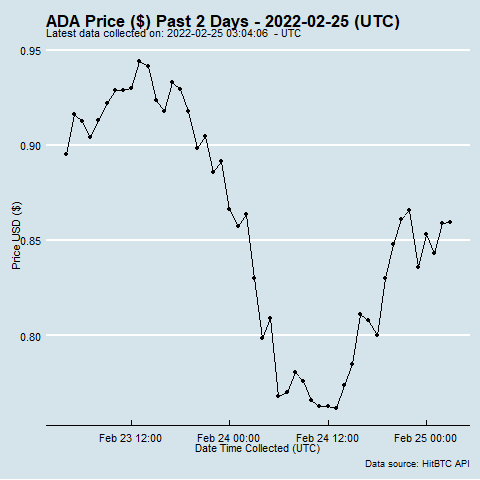 ADA Price ($) Past 2 Days - 2022-02-25 (UTC)
Latest data collected on: 2022-02-25 03:04:06 - UTC
0.95
0.90
0.85
0.80
Price USD ($)
Feb 23 12:00 Feb 24 00:00 Feb 24 12:00 Feb 25 00:00
Date Time Collected (UTC)
Data source: HitBTC API